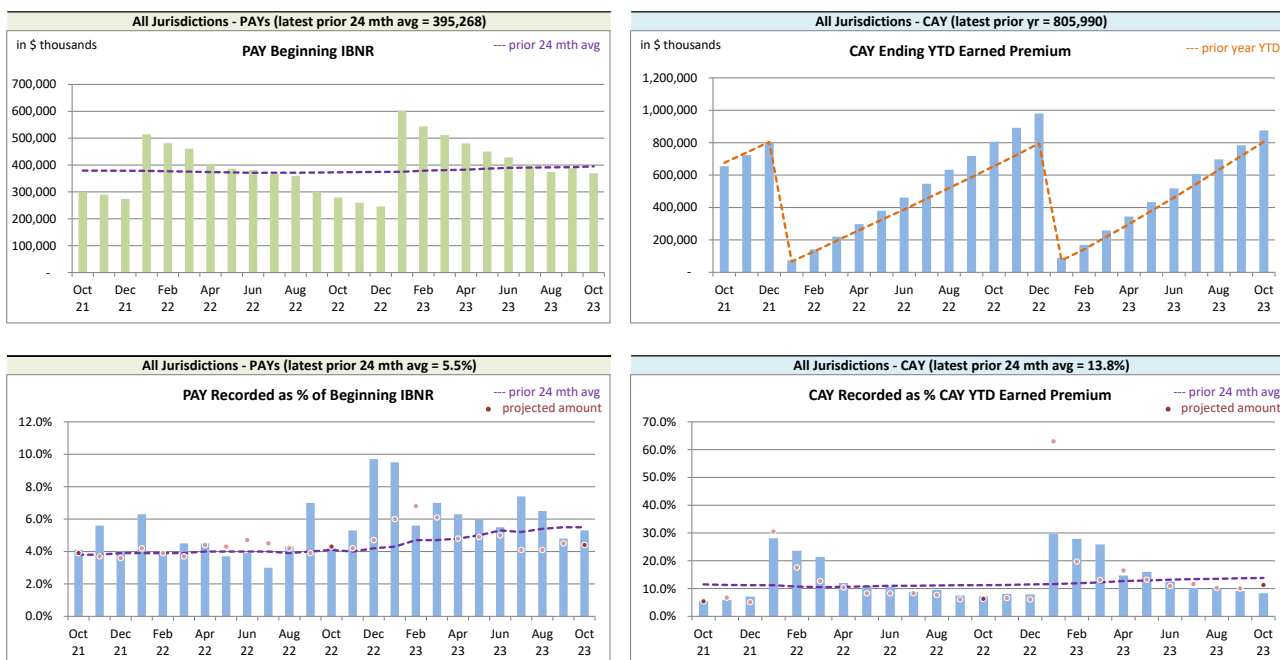 All Jurisdictions - PAYs (latest prior 24 mth avg = 395,268)
in $ thousands
PAY Beginning IBNR
--- prior 24 mth avg
700,000
600,000
500,000
400,000
300,000
200,000
100,000
-
Oct Dec Feb Apr Jun Aug Oct Dec Feb Apr Jun Aug Oct
21 21 22 22 22 22 22 22 23 23 23 23 23
All Jurisdictions - CAY (latest prior yr = 805,990)
in $ thousands
CAY Ending YTD Earned Premium
--- prior year YTD
1,200,000
1,000,000
800,000
600,000
400,000
200,000
-
Oct Dec Feb Apr Jun Aug Oct Dec Feb Apr Jun Aug Oct
21 21 22 22 22 22 22 22 23 23 23 23 23
All Jurisdictions - PAYs (latest prior 24 mth avg = 5.5%)
PAY Recorded as % of Beginning IBNR
--- prior 24 mth avg
• projected amount
12.0%
10.0%
8.0%
6.0%
4.0%
2.0%
0.0%
Oct Dec Feb Apr Jun Aug Oct Dec Feb Apr Jun Aug Oct
21 21 22 22 22 22 22 22 23 23 23 23 23
All Jurisdictions - CAY (latest prior 24 mth avg = 13.8%)
CAY Recorded as % CAY YTD Earned Premium
--- prior 24 mth avg
• projected amount
70.0%
60.0%
50.0%
40.0%
30.0%
20.0%
10.0%
0.0%
Oct Dec Feb Apr Jun Aug Oct Dec Feb Apr Jun Aug Oct
21 21 22 22 22 22 22 22 23 23 23 23 23